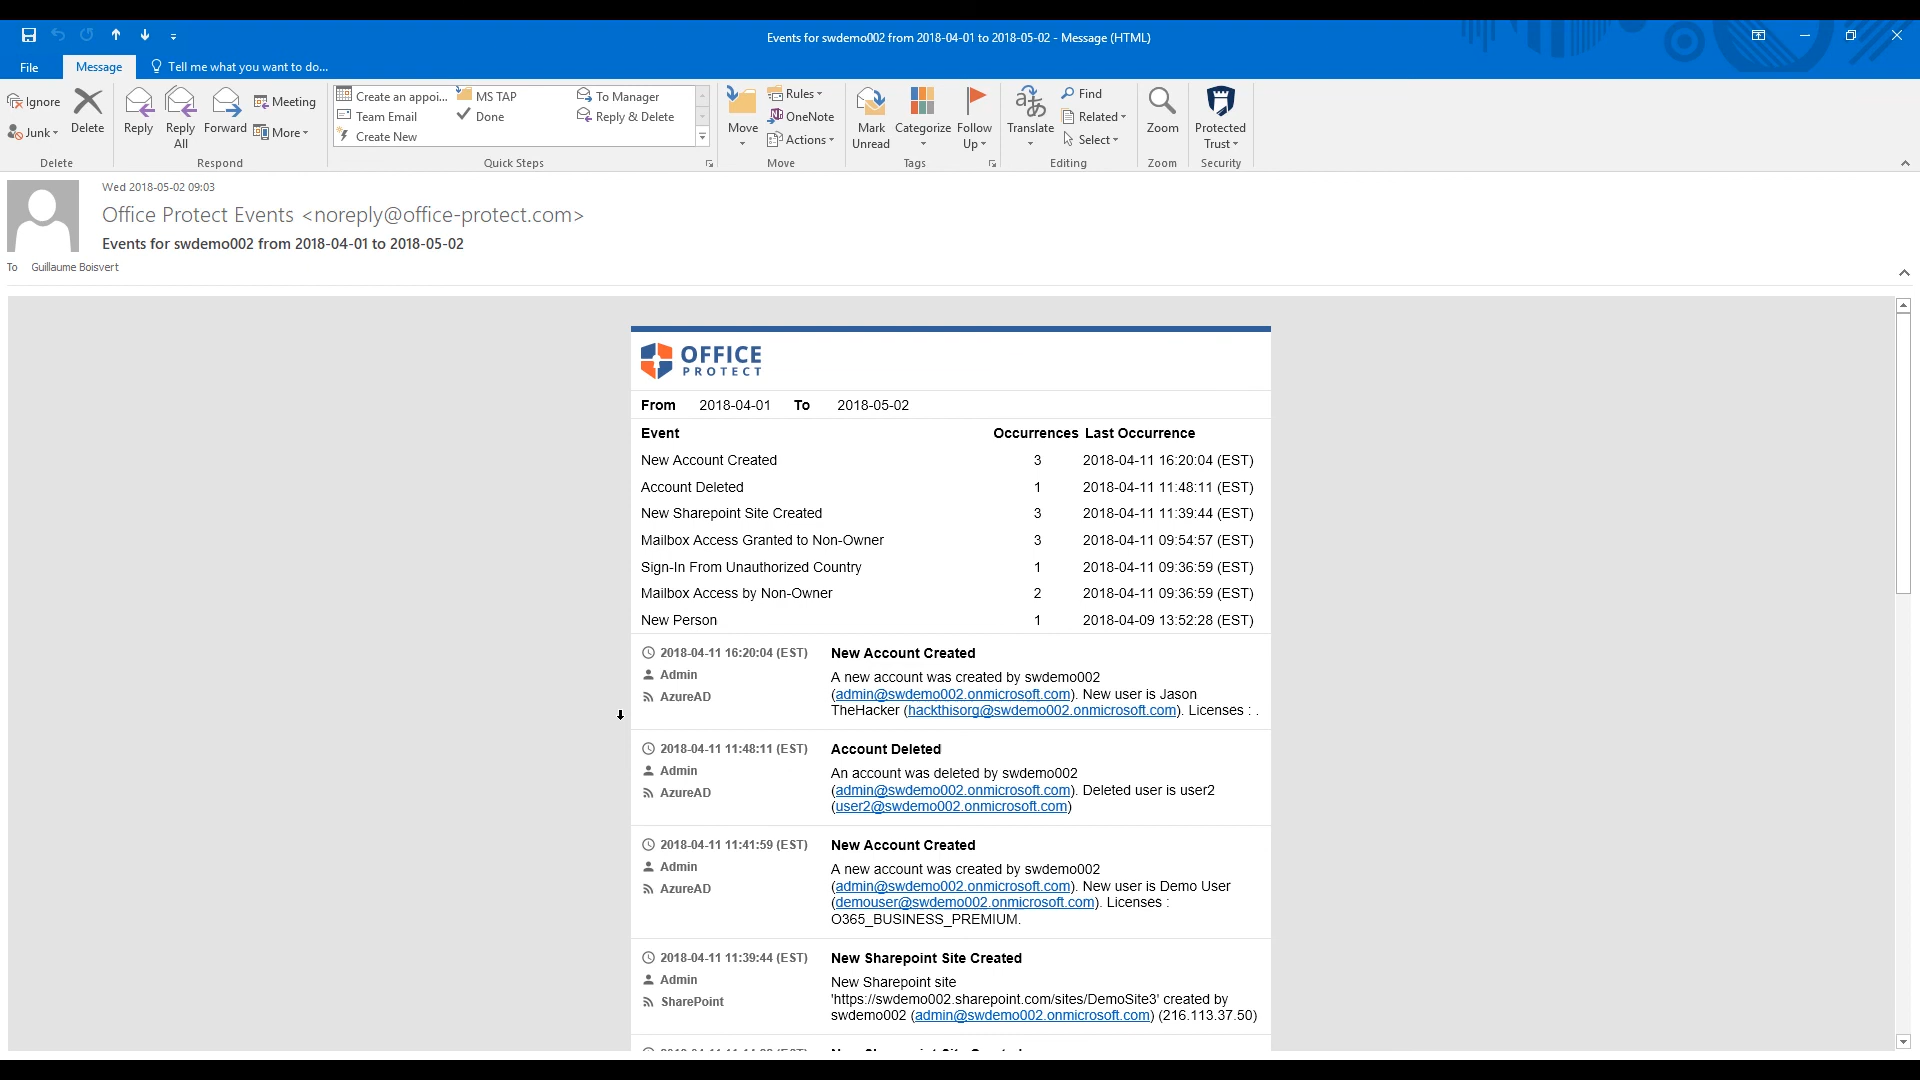 Events for swdemo002 from 2018-04-01 to 2018-05-02 - Message (HTML)
File
Message
Tell me what you want to do...
Ignore
Junk
Delete
Delete
Reply
Reply All
Forward
Meeting
More
Respond
Create an appoi...
Team Email
Create New
MS TAP
Done
To Manager
Reply & Delete
Quick Steps
Move
Rules
OneNote
Actions
Move
Mark Unread
Categorize
Follow Up
Tags
Translate
Find
Related
Select
Editing
Zoom
Zoom
Protected Trust
Security
Wed 2018-05-02 09:03
Office Protect Events <noreply@office-protect.com>
Events for swdemo002 from 2018-04-01 to 2018-05-02
To Guillaume Boisvert
OFFICE
PROTECT
From 2018-04-01 To 2018-05-02
Event Occurrences Last Occurrence
New Account Created 3 2018-04-11 16:20:04 (EST)
Account Deleted 1 2018-04-11 11:48:11 (EST)
New Sharepoint Site Created 3 2018-04-11 11:39:44 (EST)
Mailbox Access Granted to Non-Owner 3 2018-04-11 09:54:57 (EST)
Sign-In From Unauthorized Country 1 2018-04-11 09:36:59 (EST)
Mailbox Access by Non-Owner 2 2018-04-11 09:36:59 (EST)
New Person 1 2018-04-09 13:52:28 (EST)
2018-04-11 16:20:04 (EST)
Admin
AzureAD
New Account Created
A new account was created by swdemo002
(admin@swdemo002.onmicrosoft.com). New user is Jason
TheHacker (hackthisorg@swdemo002.onmicrosoft.com). Licenses : .
2018-04-11 11:48:11 (EST)
Admin
AzureAD
Account Deleted
An account was deleted by swdemo002
(admin@swdemo002.onmicrosoft.com). Deleted user is user2
(user2@swdemo002.onmicrosoft.com)
2018-04-11 11:41:59 (EST)
Admin
AzureAD
New Account Created
A new account was created by swdemo002
(admin@swdemo002.onmicrosoft.com). New user is Demo User
(demouser@swdemo002.onmicrosoft.com). Licenses :
O365_BUSINESS_PREMIUM.
2018-04-11 11:39:44 (EST)
Admin
SharePoint
New Sharepoint Site Created
New Sharepoint site
'https://swdemo002.sharepoint.com/sites/DemoSite3' created by
swdemo002 (admin@swdemo002.onmicrosoft.com) (216.113.37.50)